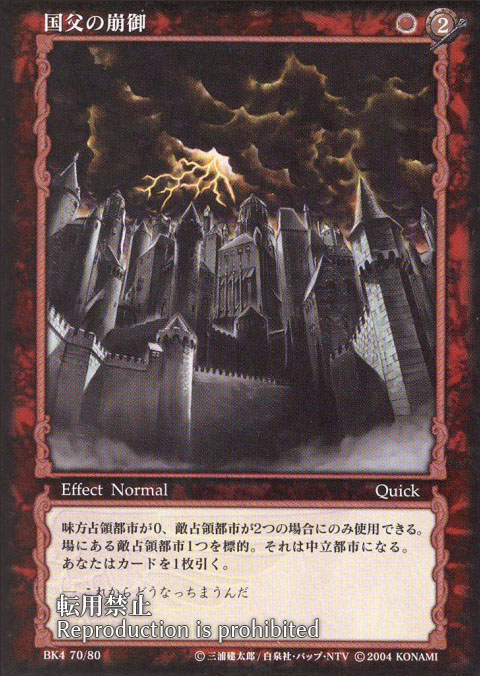 国父の崩御
2
Effect Normal Quick
味方占領都市が0、敵占領都市が2つの場合にのみ使用できる。
場にある敵占領都市1つを標的。それは中立都市になる。
あなたはカードを1枚引く。
…これからどうなっちまうんだ
転用禁止
Reproduction is prohibited
BK4 70/80 © 三浦建太郎/白泉社・バップ・NTV © 2004 KONAMI